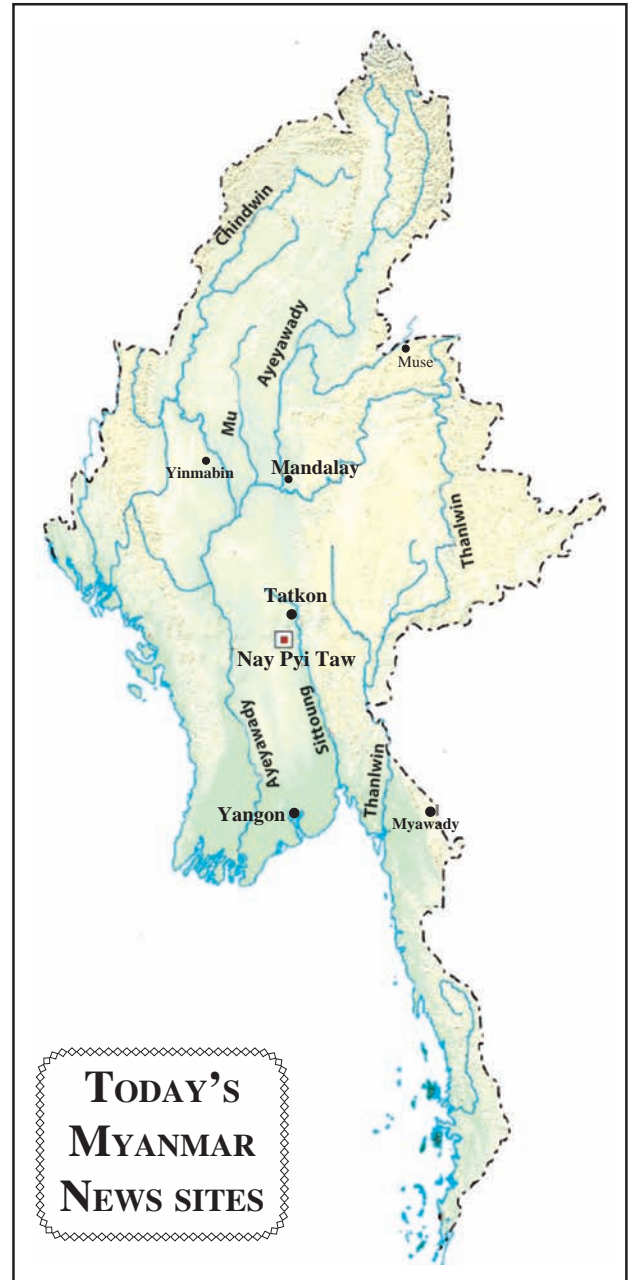 Chindwin
Ayeyawady
Muse
Mu
Yinmabin
Mandalay
Thanlwin
Tatkon
Nay Pyi Taw
Sittoung
Ayeyawady
Thanlwin
Yangon
Myawady
TODAY'S
MYANMAR
NEWS SITES